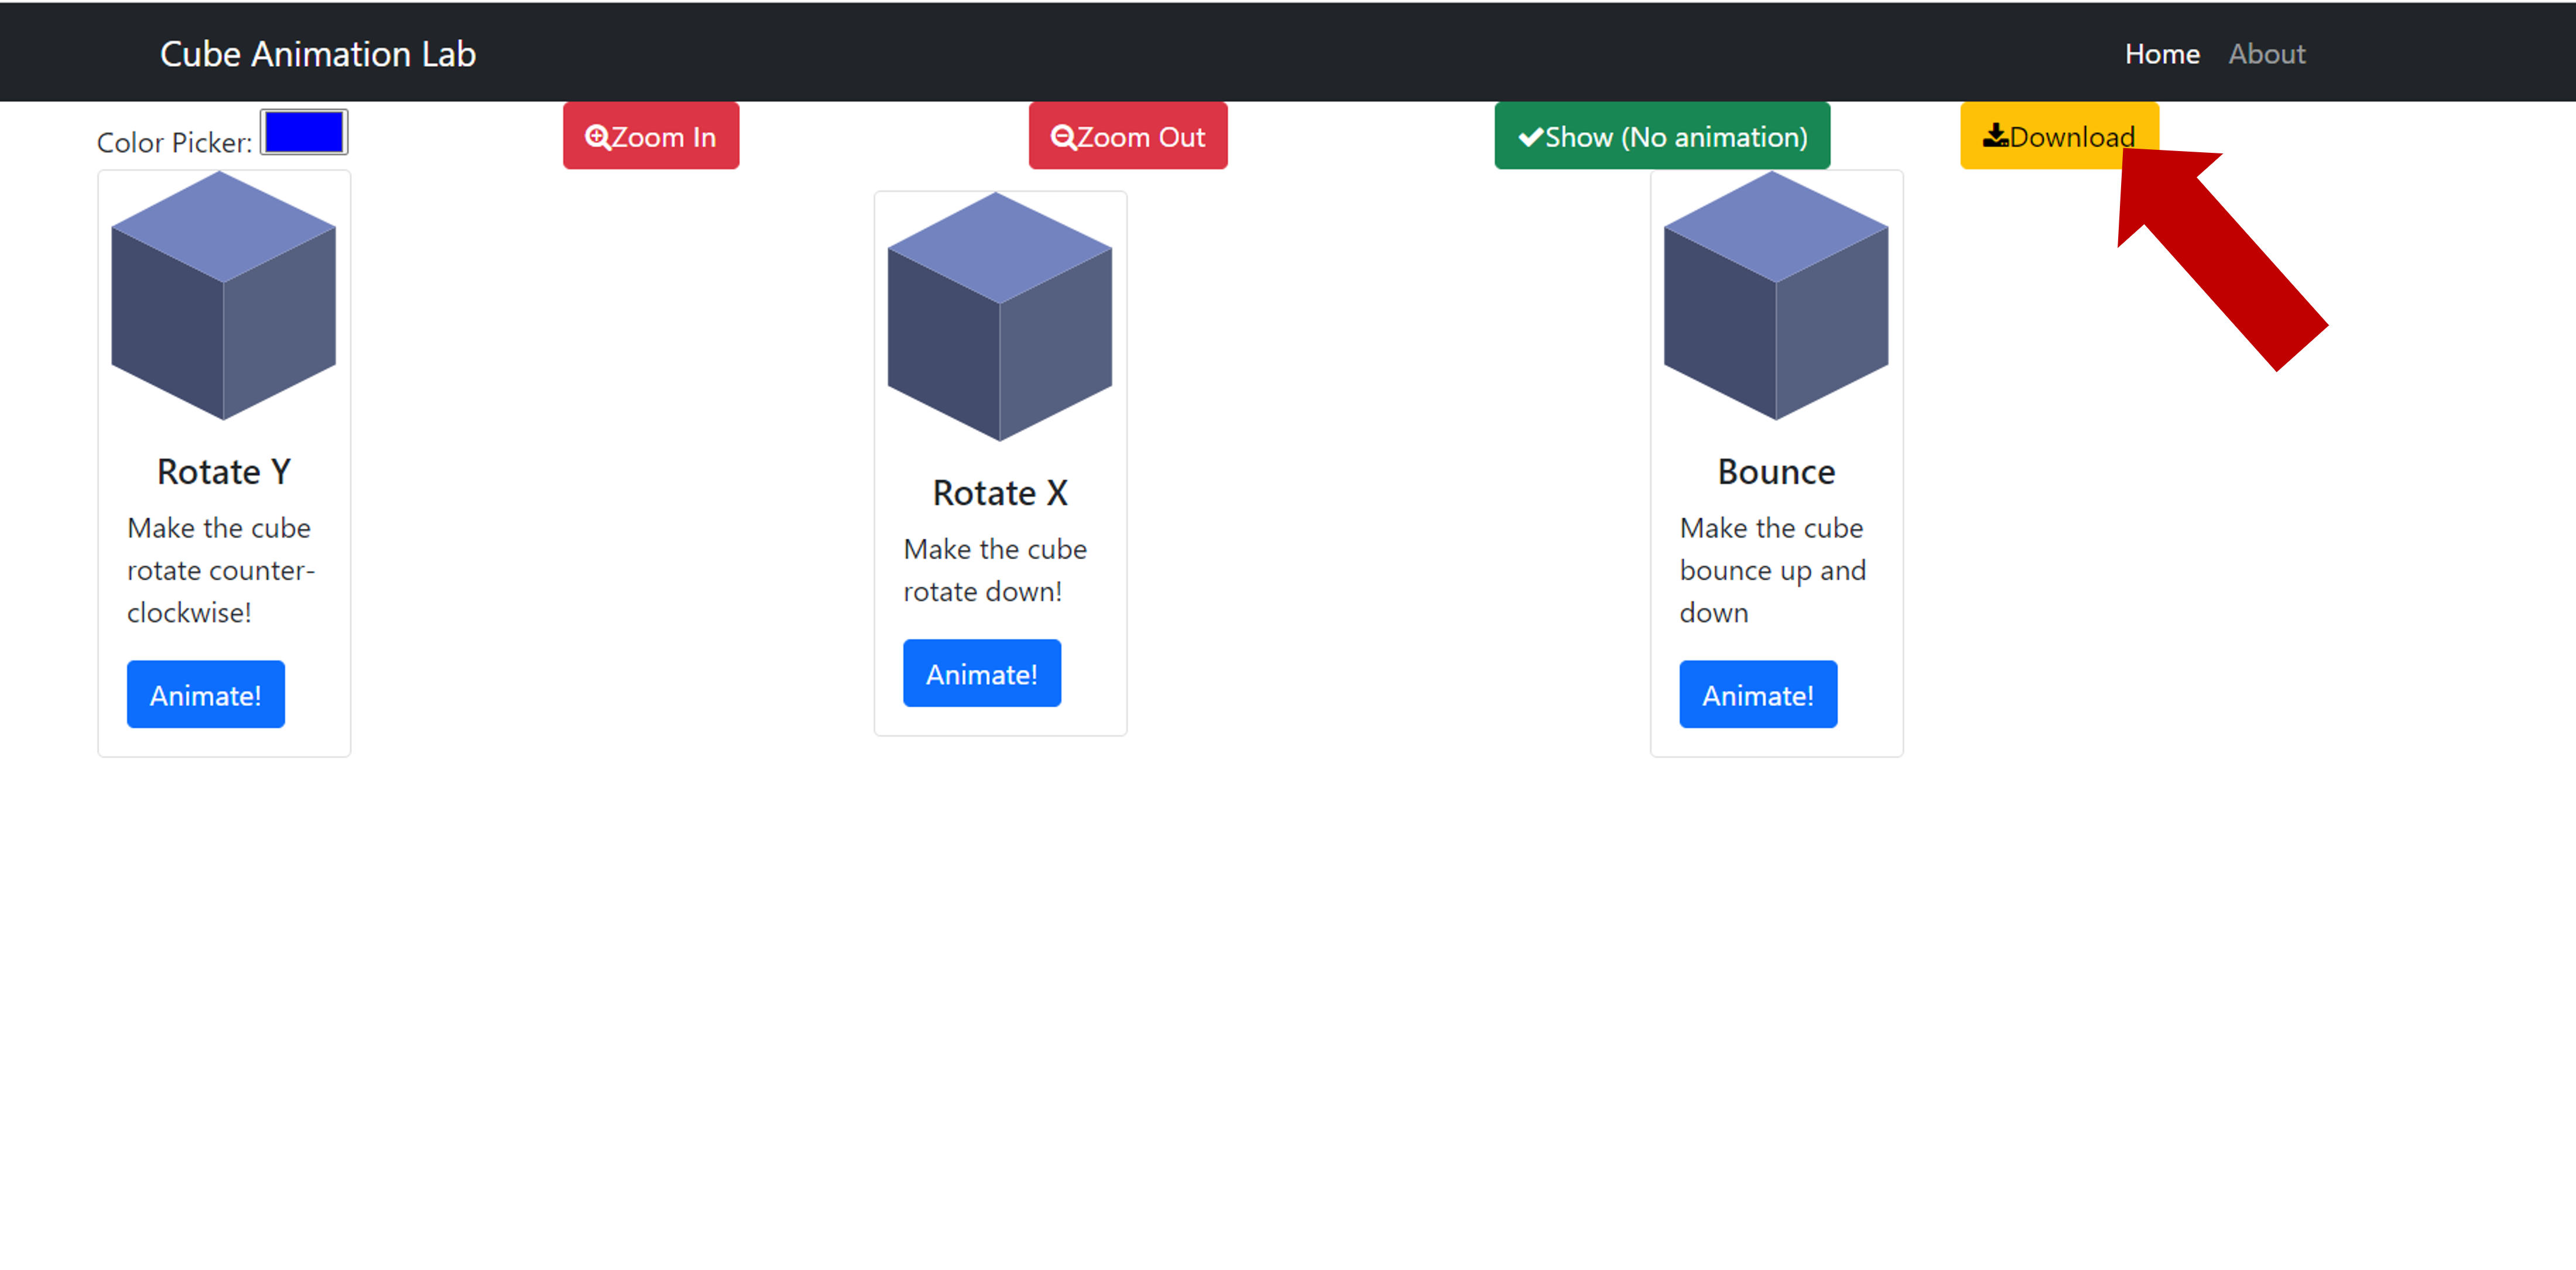 Cube Animation Lab
Home About
Color Picker:
Zoom In
Zoom Out
Show (No animation)
Download
Rotate Y
Make the cube
rotate counter-
clockwise!
Animate!
Rotate X
Make the cube
rotate down!
Animate!
Bounce
Make the cube
bounce up and
down
Animate!